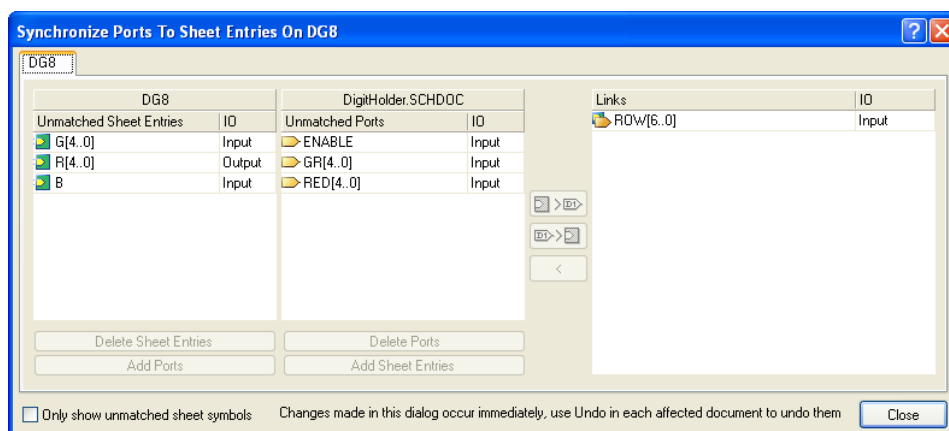 Synchronize Ports To Sheet Entries On DG8
DG8
DG8 DigitHolder.SCHDOC Links IO
Unmatched Sheet Entries IO Unmatched Ports IO ROW[6..0] Input
G[4..0] Input ENABLE Input
R[4..0] Output GR[4..0] Input
B Input RED[4..0] Input
> D1>
D1> >
<
Delete Sheet Entries Delete Ports
Add Ports Add Sheet Entries
Only show unmatched sheet symbols Changes made in this dialog occur immediately, use Undo in each affected document to undo them Close